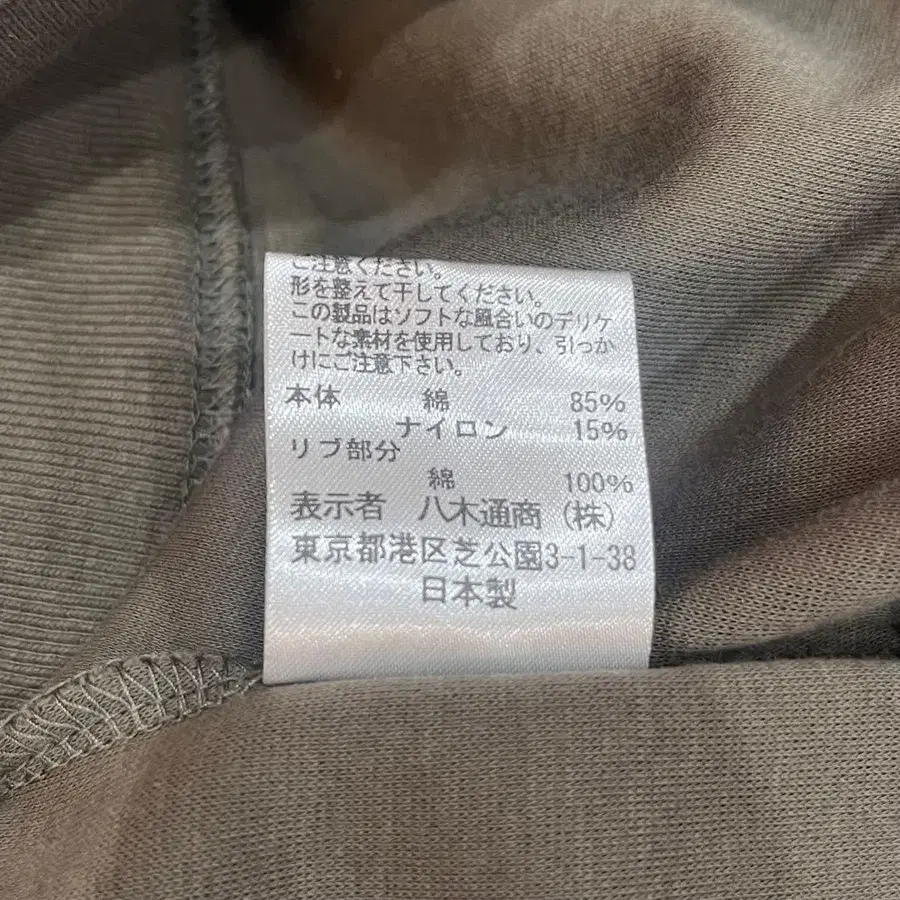 ご注意ください。
形を整えて干してください。
この製品はソフトな風合いのデリケ
ートな素材を使用しており、引っか
けにご注意下さい。
本体 綿 85%
ナイロン 15%
リブ部分
綿 100%
表示者 八木通商(株)
東京都港区芝公園3-1-38
日本製